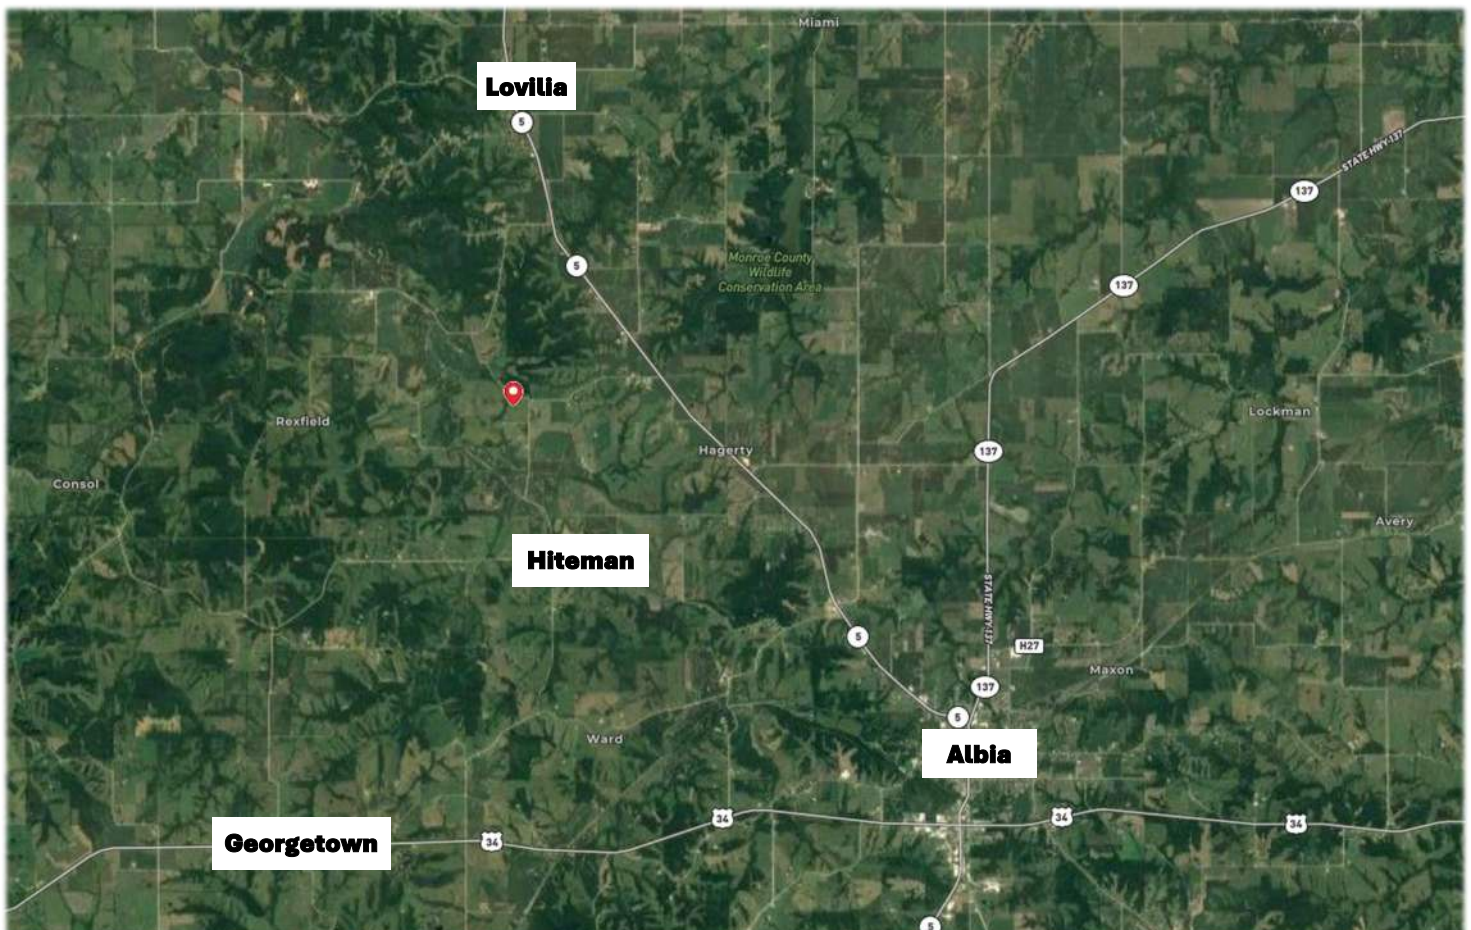 Miami
Lovilia
5
STATE HWY-137
137
5
Monroe County
Wildlife
Conservation Area
137
Rexfield
Lockman
Hagerty
137
Consol
Avery
Hiteman
STATE HWY-137
5
H27
Maxon
137
5
Ward
Albia
34
34
34
Georgetown
34
5